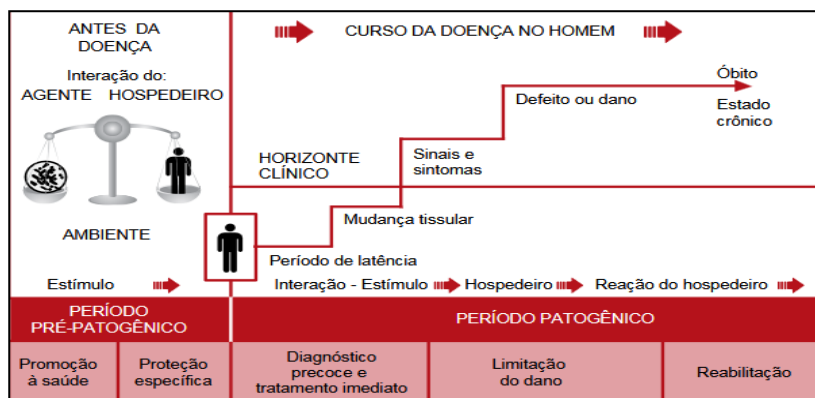 ANTES DA
DOENÇA
Interação do:
AGENTE HOSPEDEIRO
AMBIENTE
Estímulo
CURSO DA DOENÇA NO HOMEM
Óbito
Defeito ou dano
Estado
crônico
HORIZONTE
CLÍNICO
Sinais e
sintomas
Mudança tissular
Período de latência
Interação - Estímulo
Hospedeiro
Reação do hospedeiro
PERÍODO
PRÉ-PATOGÊNICO
PERÍODO PATOGÊNICO
Promoção
à saúde
Proteção
específica
Diagnóstico
precoce e
tratamento imediato
Limitação
do dano
Reabilitação